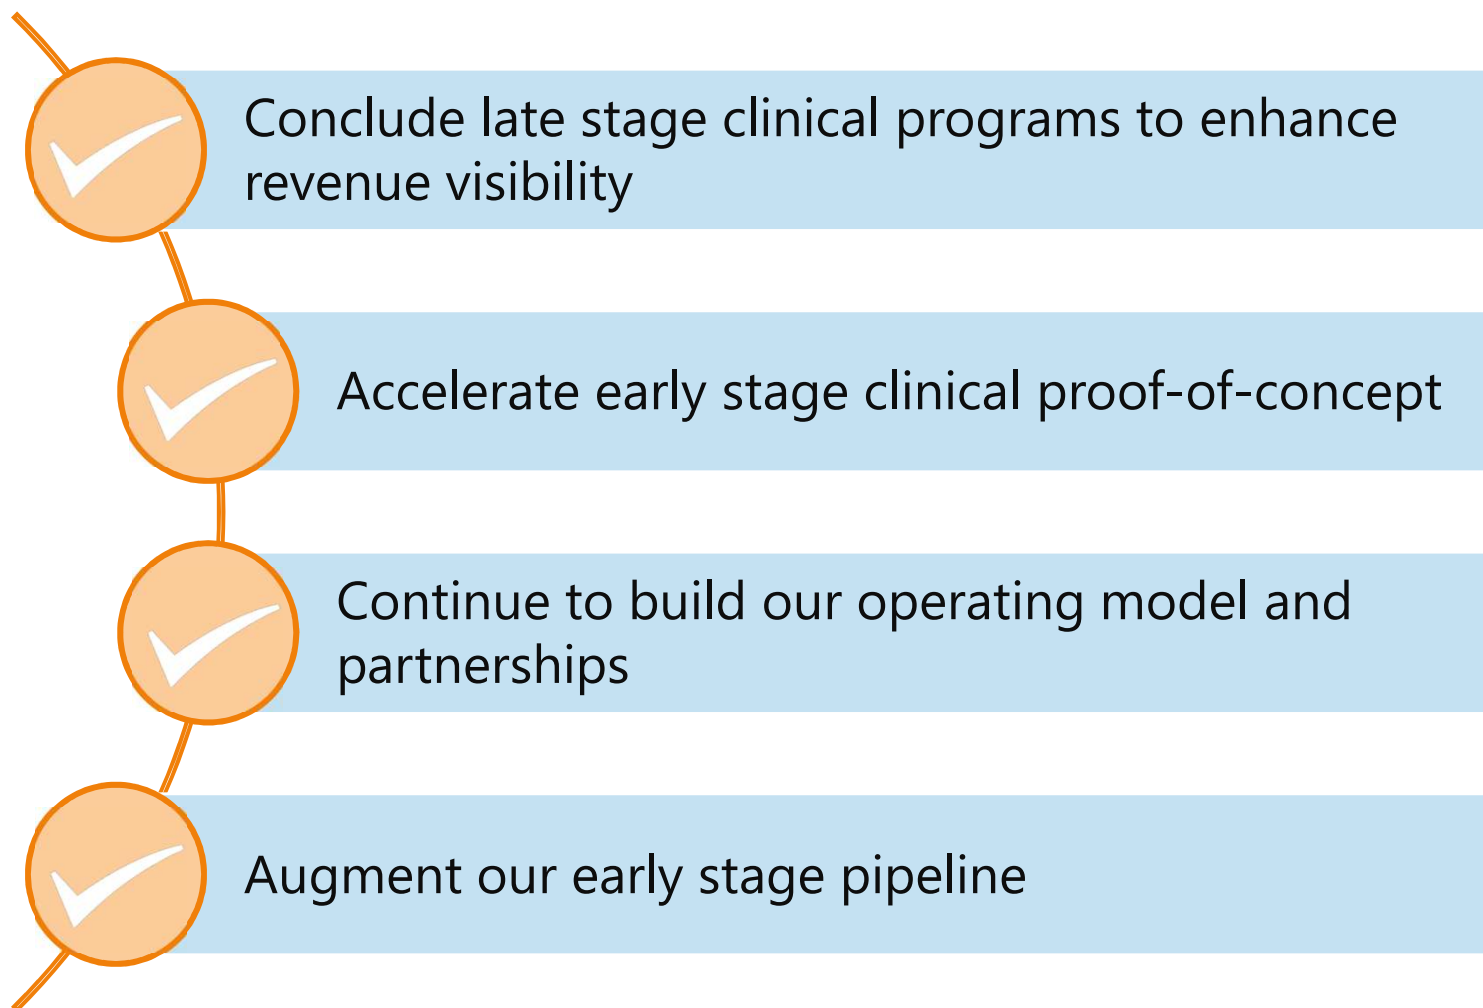 Conclude late stage clinical programs to enhance
revenue visibility
Accelerate early stage clinical proof-of-concept
Continue to build our operating model and
partnerships
Augment our early stage pipeline